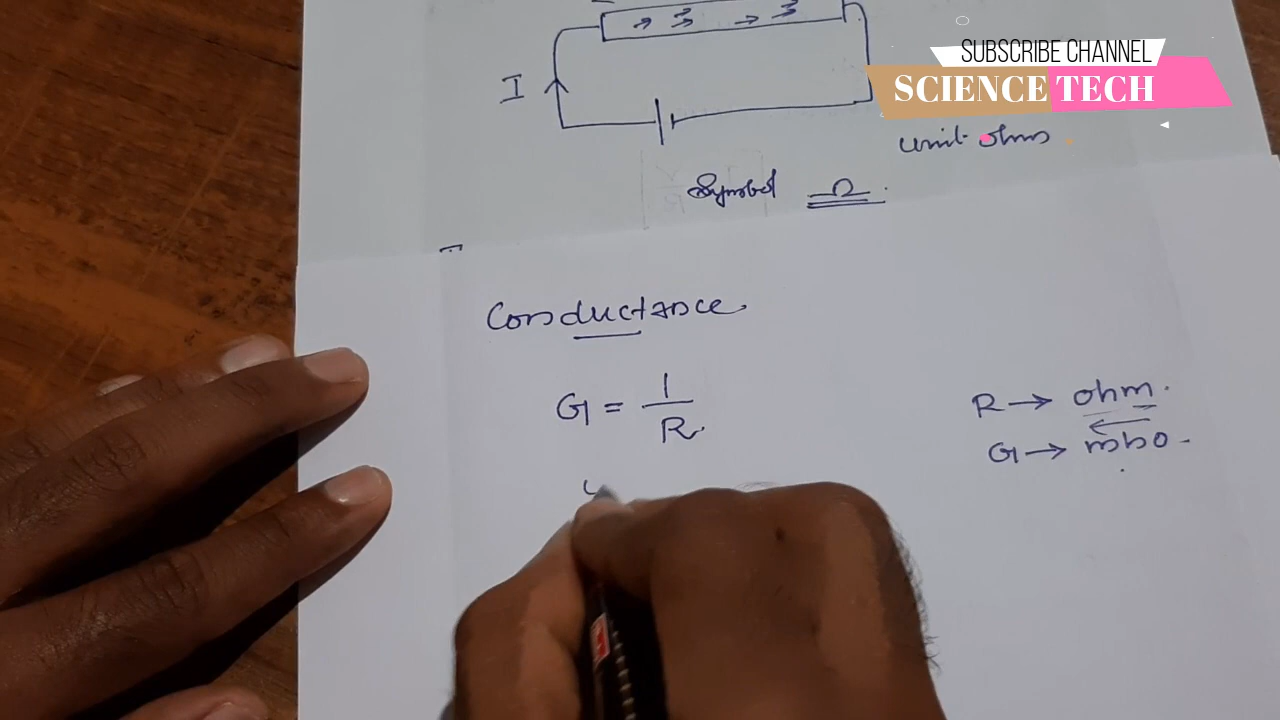 SUBSCRIBE CHANNEL
SCIENCE TECH
I
unit ohms
Symbol Ω
Conductance
G = 1/R
R → ohm.
G → mho.